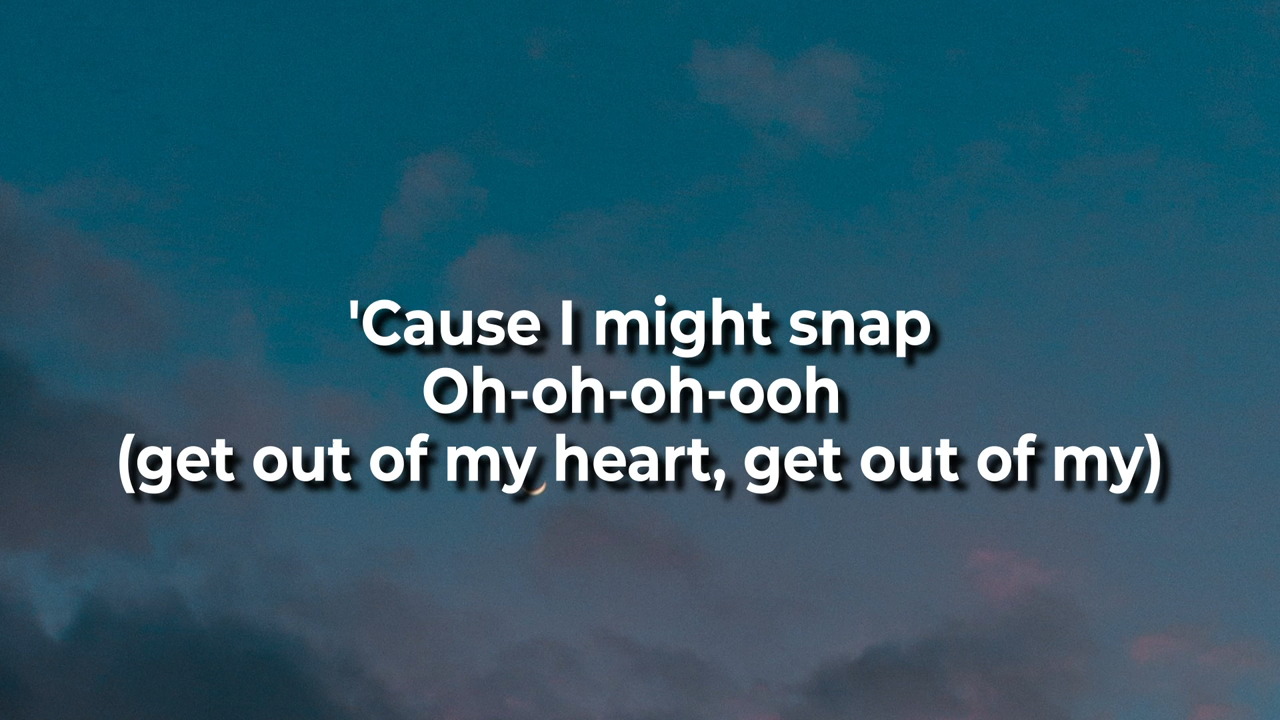 'Cause I might snap
Oh-oh-oh-ooh
(get out of my heart, get out of my)